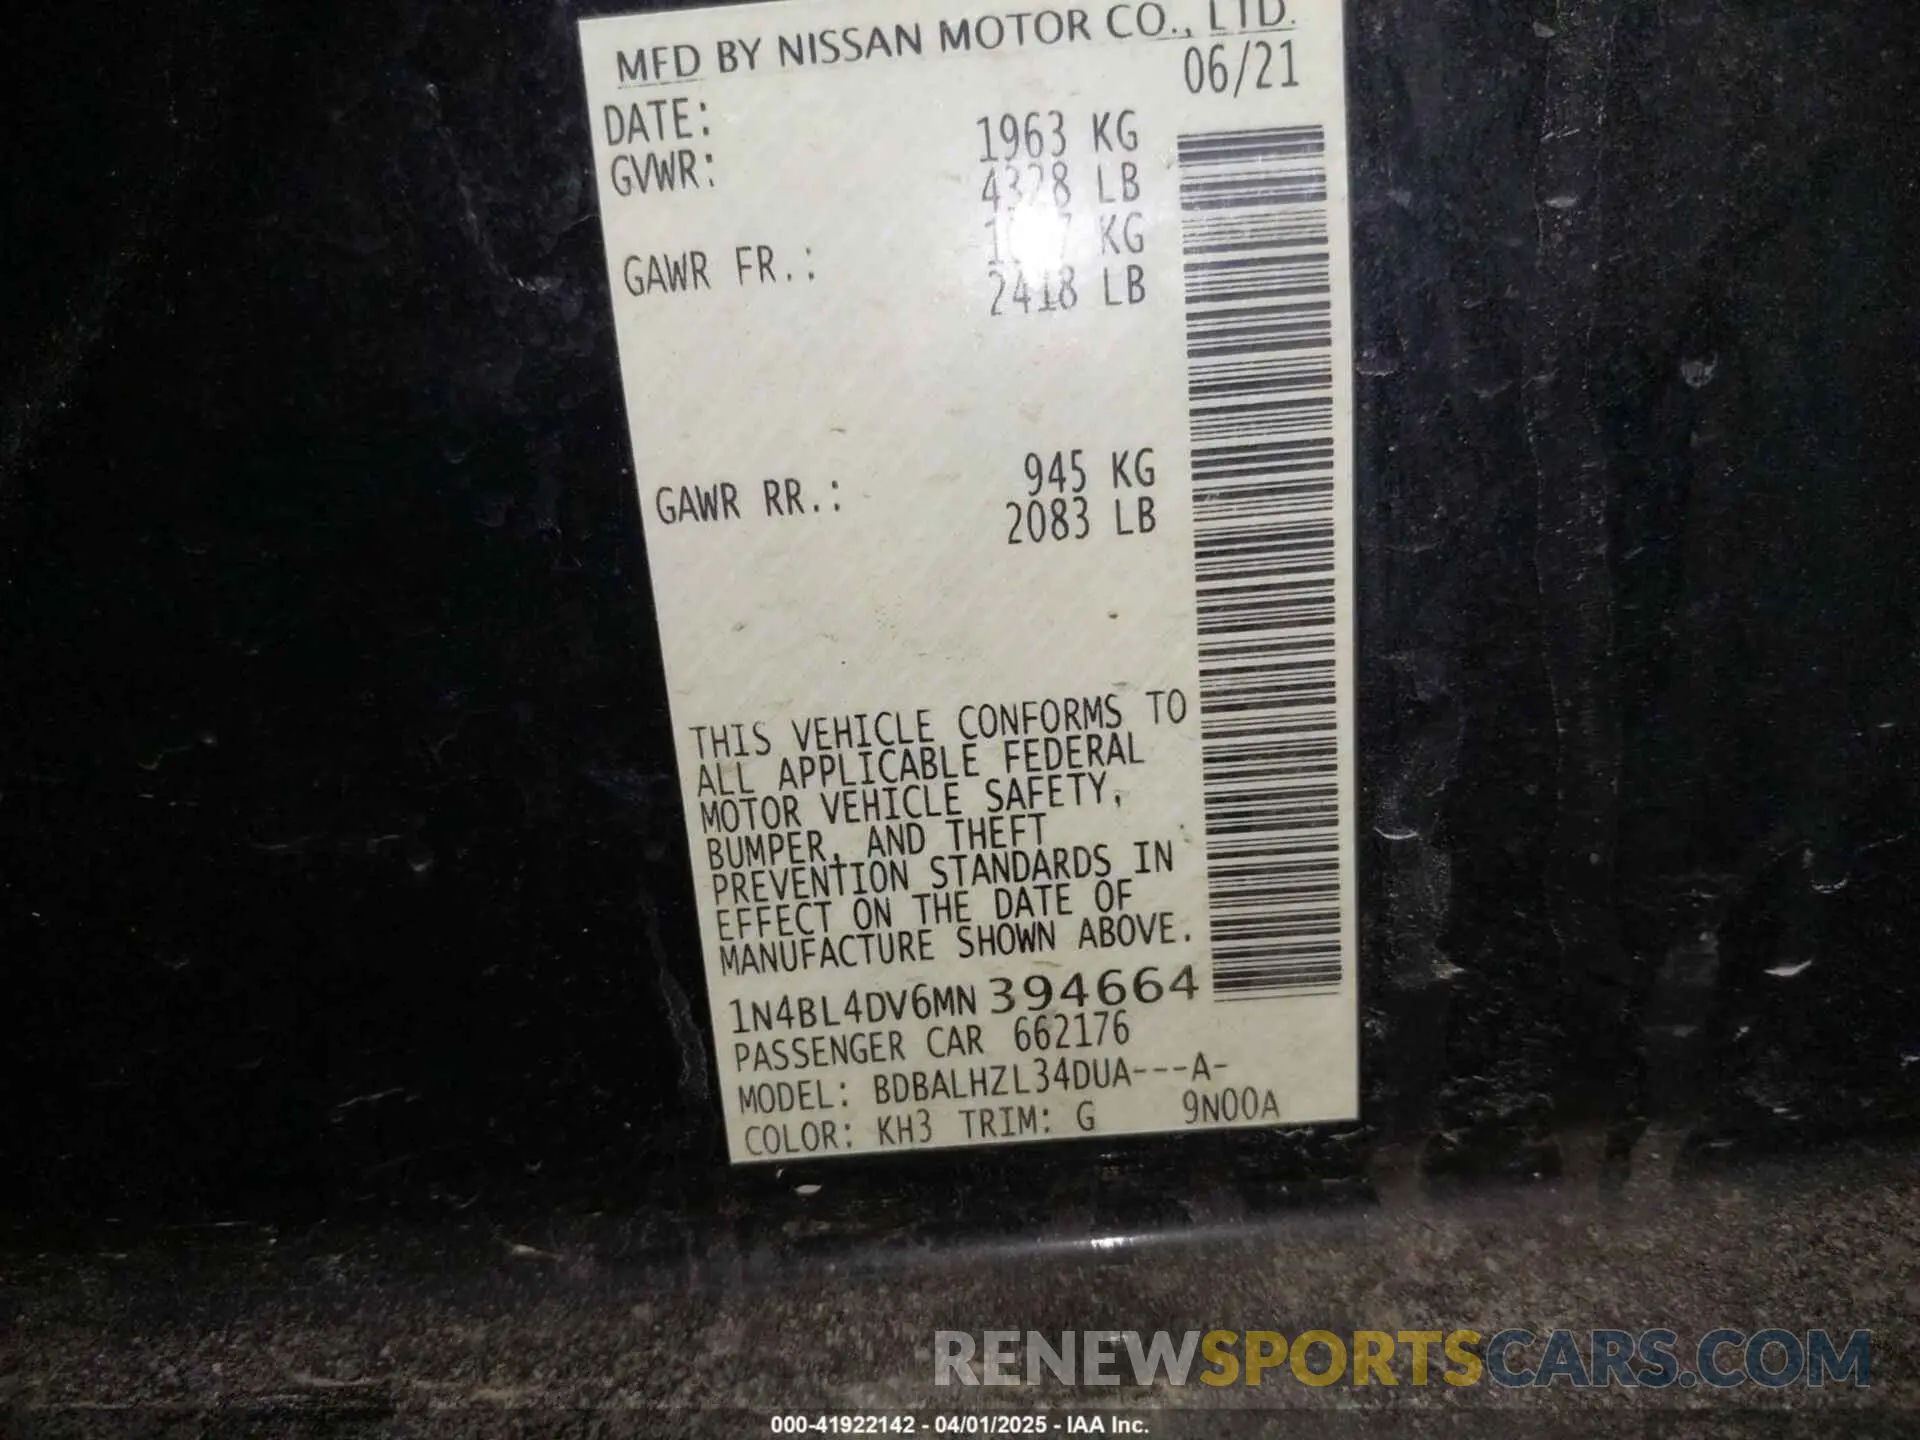 MFD BY NISSAN MOTOR CO., LTD.
DATE: 06/21
GVWR: 1963 KG
4328 LB
GAWR FR.: KG
2418 LB
GAWR RR.: 945 KG
2083 LB
THIS VEHICLE CONFORMS TO
ALL APPLICABLE FEDERAL
MOTOR VEHICLE SAFETY,
BUMPER, AND THEFT
PREVENTION STANDARDS IN
EFFECT ON THE DATE OF
MANUFACTURE SHOWN ABOVE.
1N4BL4DV6MN 394664
PASSENGER CAR 662176
MODEL: BDBALHZL34DUA---A-
COLOR: KH3 TRIM: G 9N00A
RENEWSPORTSCARS.COM
000-41922142 - 04/01/2025 - IAA Inc.